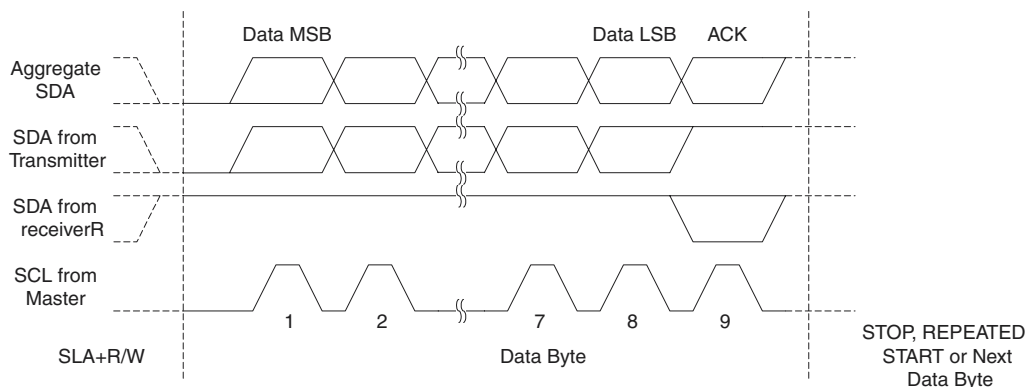 Data MSB
Data LSB
ACK
Aggregate
SDA
SDA from
Transmitter
SDA from
receiverR
SCL from
Master
1
2
7
8
9
SLA+R/W
Data Byte
STOP, REPEATED
START or Next
Data Byte